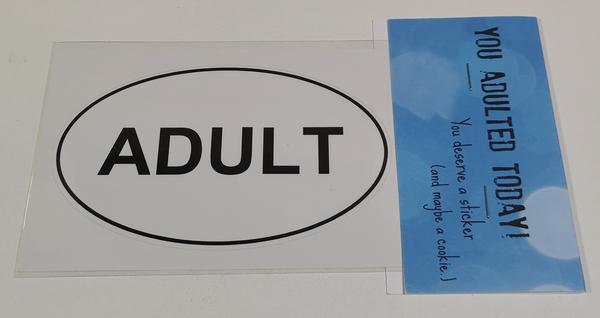 ADULT
YOU ADULTED TODAY!
You deserve a sticker
(and maybe a cookie.)